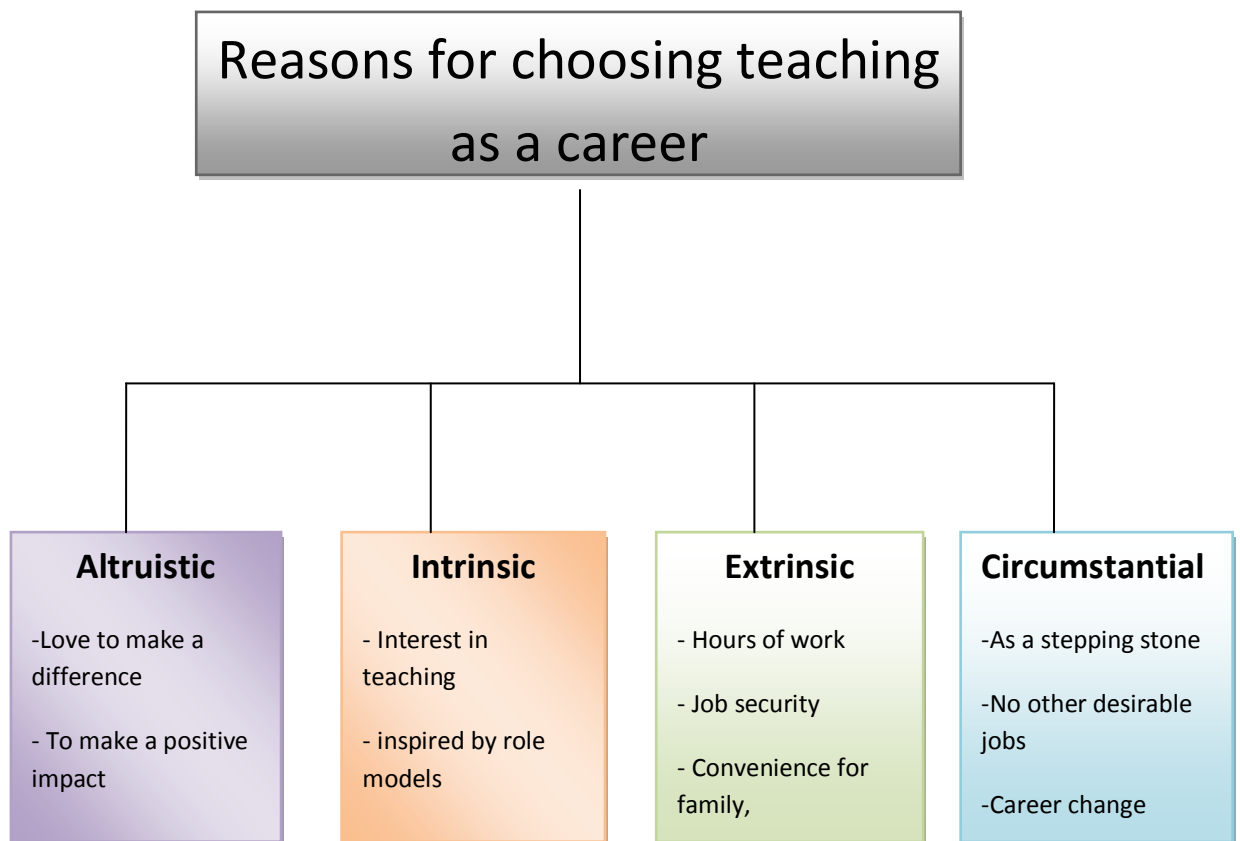 Reasons for choosing teaching
as a career
Altruistic
-Love to make a
difference
- To make a positive
impact
Intrinsic
- Interest in
teaching
- inspired by role
models
Extrinsic
- Hours of work
- Job security
- Convenience for
family,
Circumstantial
-As a stepping stone
-No other desirable
jobs
-Career change